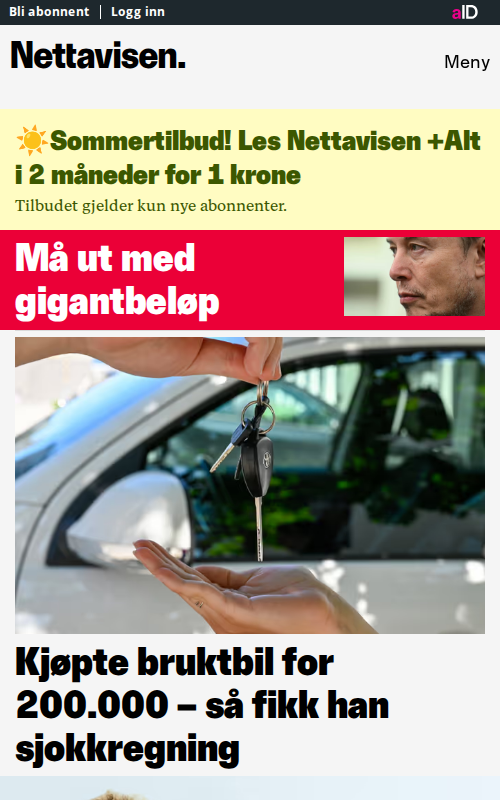 Bli abonnent | Logg inn
aID
Nettavisen.
Meny
☀️Sommertilbud! Les Nettavisen +Alt
i 2 måneder for 1 krone
Tilbudet gjelder kun nye abonnenter.
Må ut med
gigantbeløp
Kjøpte bruktbil for
200.000 – så fikk han
sjokkregning